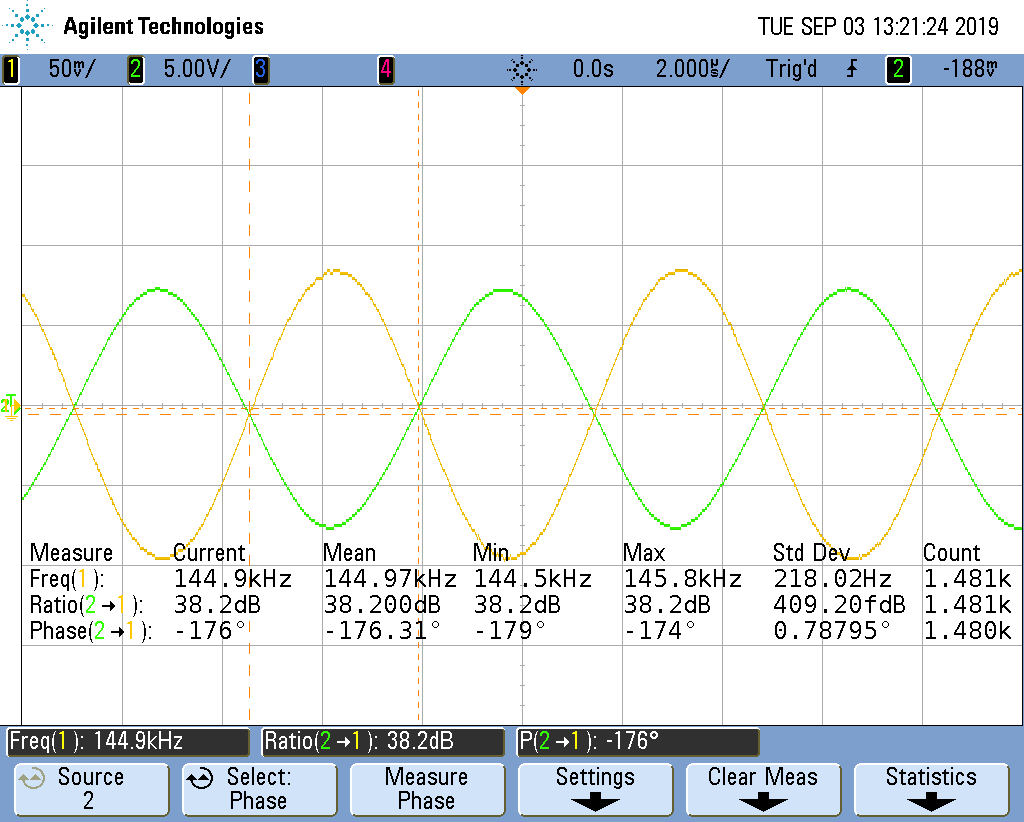 Agilent Technologies TUE SEP 03 13:21:24 2019
1 50mV/ 2 5.00V/ 3 4 0.0s 2.000µs/ Trig'd 2 -188mV
2 T
Measure Current Mean Min Max Std Dev Count
Freq(1): 144.9kHz 144.97kHz 144.5kHz 145.8kHz 218.02Hz 1.481k
Ratio(2→1): 38.2dB 38.200dB 38.2dB 38.2dB 409.20fdB 1.481k
Phase(2→1): -176° -176.31° -179° -174° 0.78795° 1.480k
Freq(1): 144.9kHz Ratio(2→1): 38.2dB P(2→1): -176°
Source Select: Measure Settings Clear Meas Statistics
2 Phase Phase